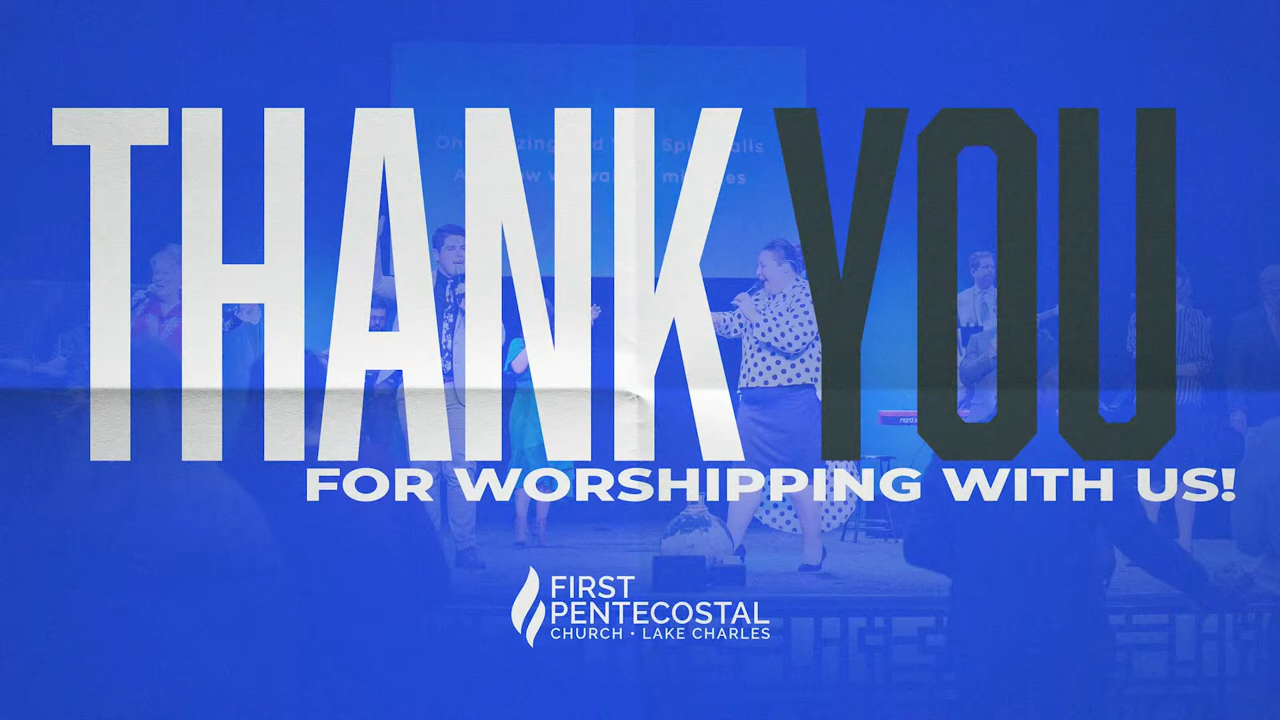 THANK YOU
FOR WORSHIPPING WITH US!
FIRST
PENTECOSTAL
CHURCH • LAKE CHARLES